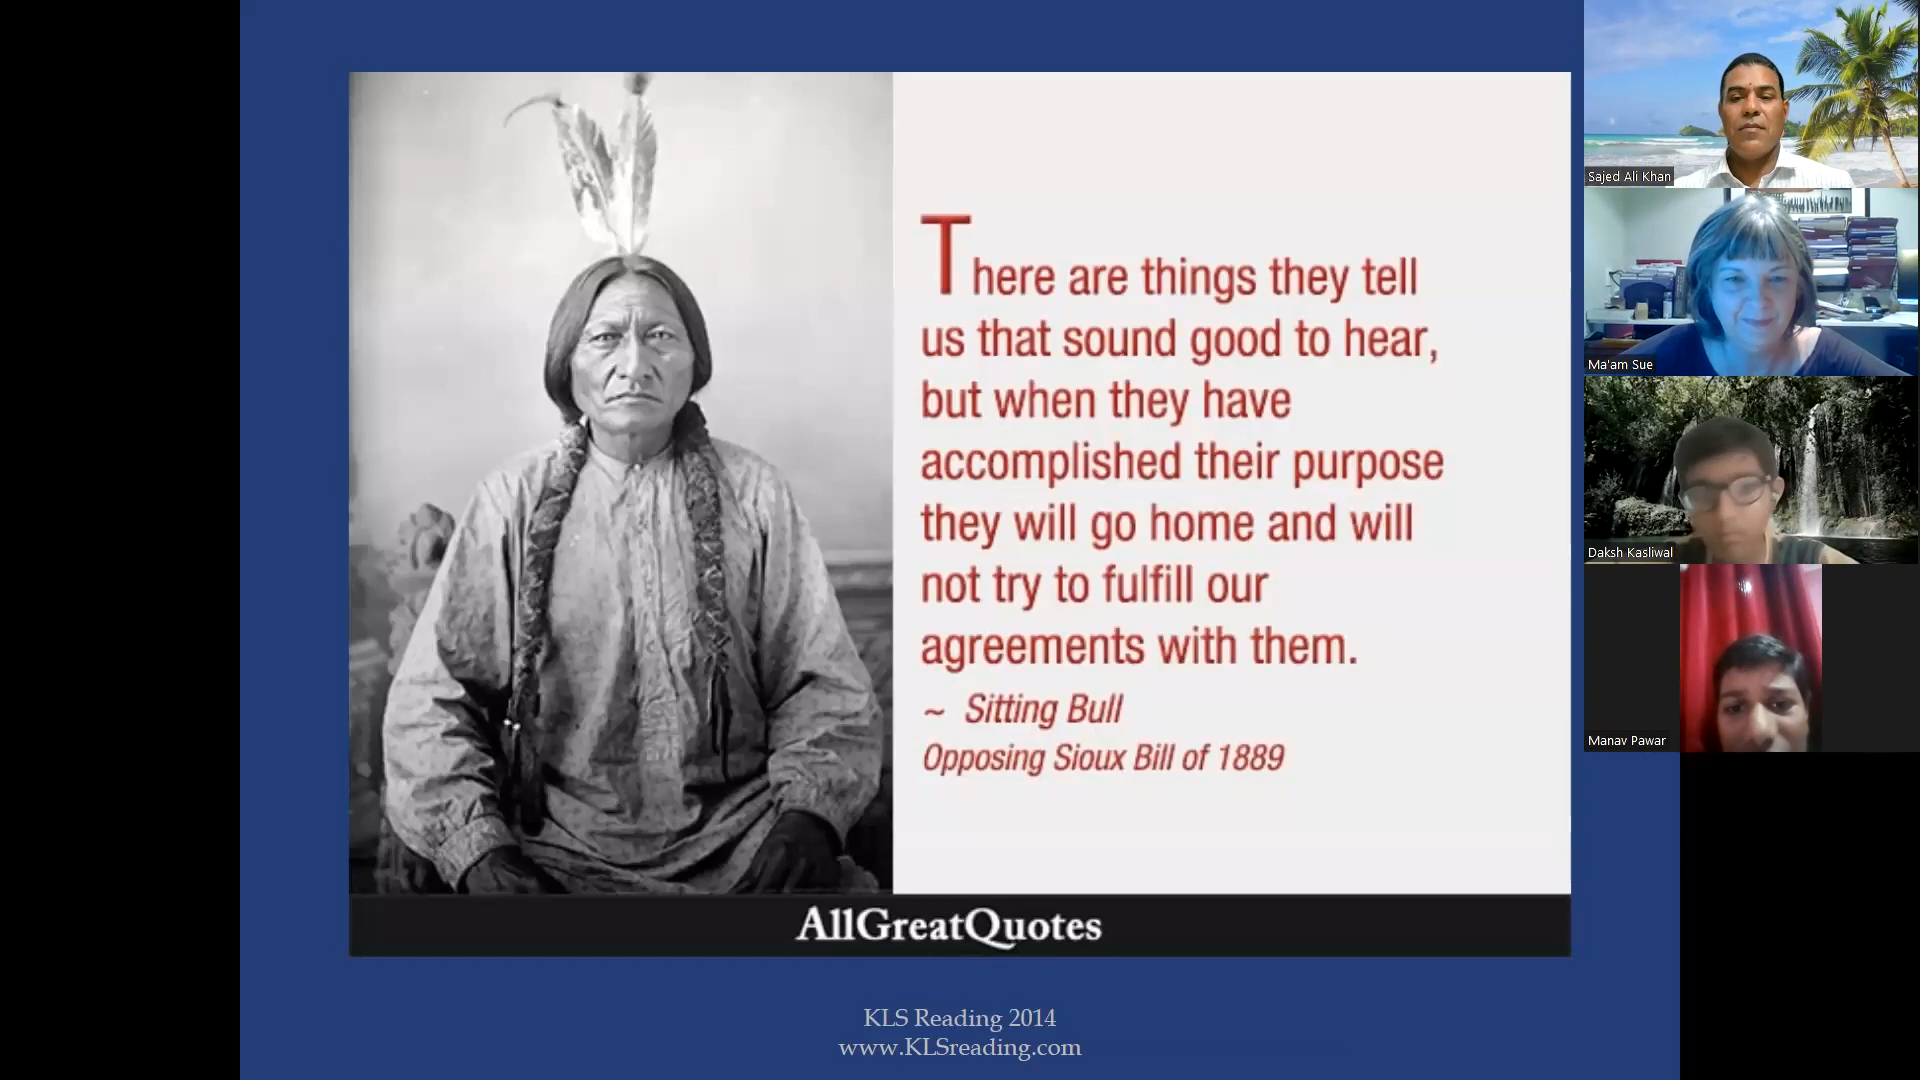 There are things they tell
us that sound good to hear,
but when they have
accomplished their purpose
they will go home and will
not try to fulfill our
agreements with them.
~ Sitting Bull
Opposing Sioux Bill of 1889
AllGreatQuotes
KLS Reading 2014
www.KLSreading.com
Sajed Ali Khan
Ma'am Sue
Daksh Kasliwal
Manav Pawar